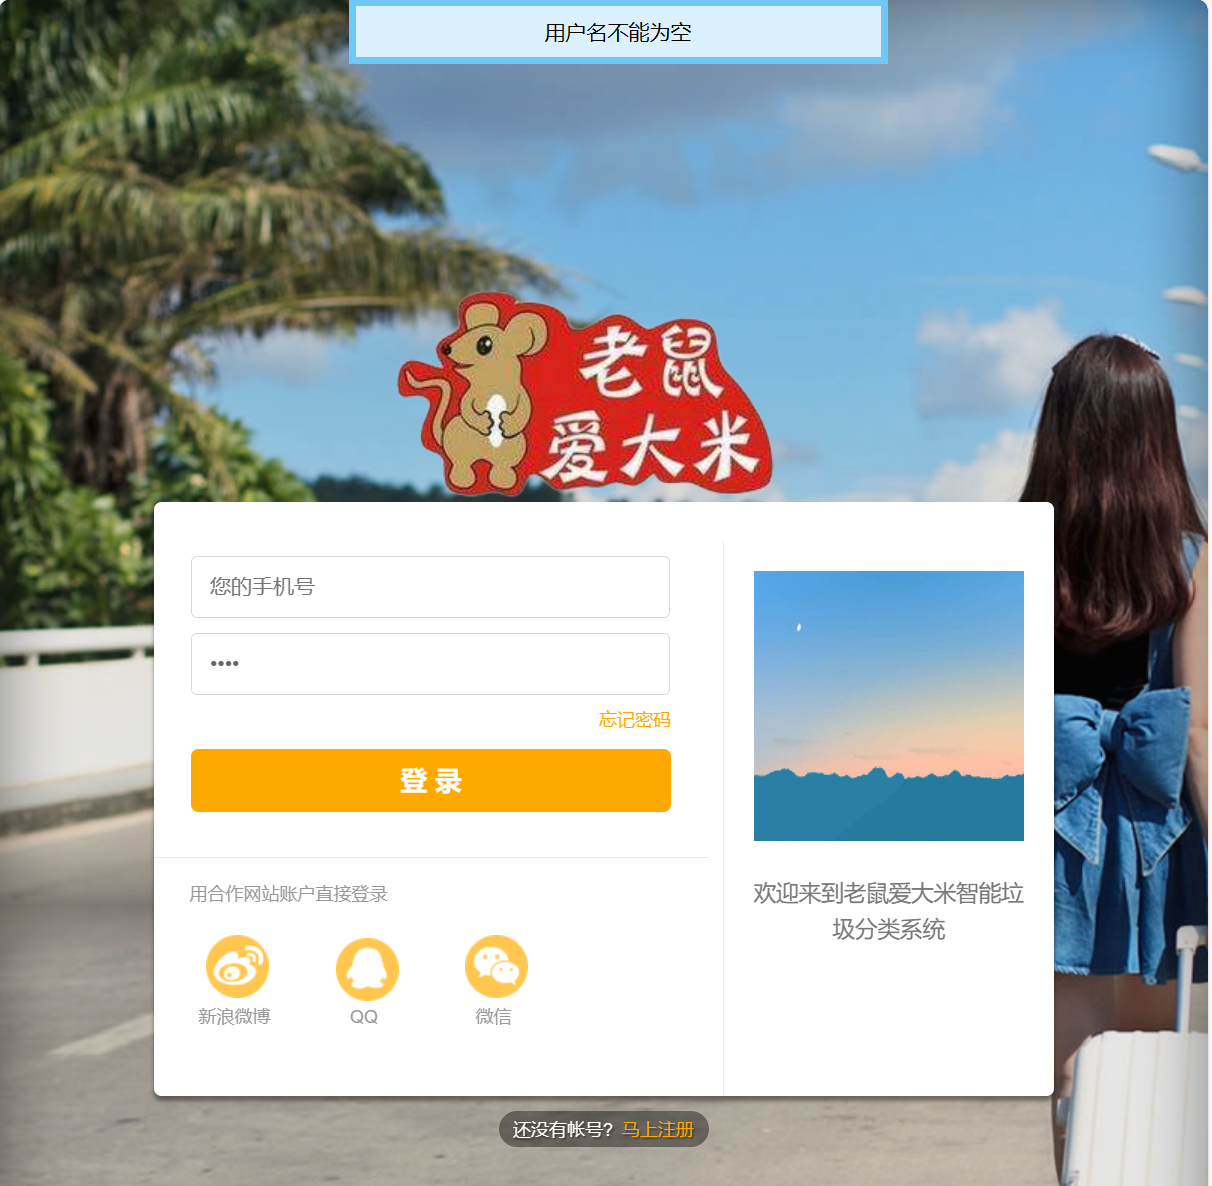 用户名不能为空
老鼠
爱大米
您的手机号
••••
忘记密码
登 录
用合作网站账户直接登录
新浪微博
QQ
微信
欢迎来到老鼠爱大米智能垃
圾分类系统
还没有帐号? 马上注册